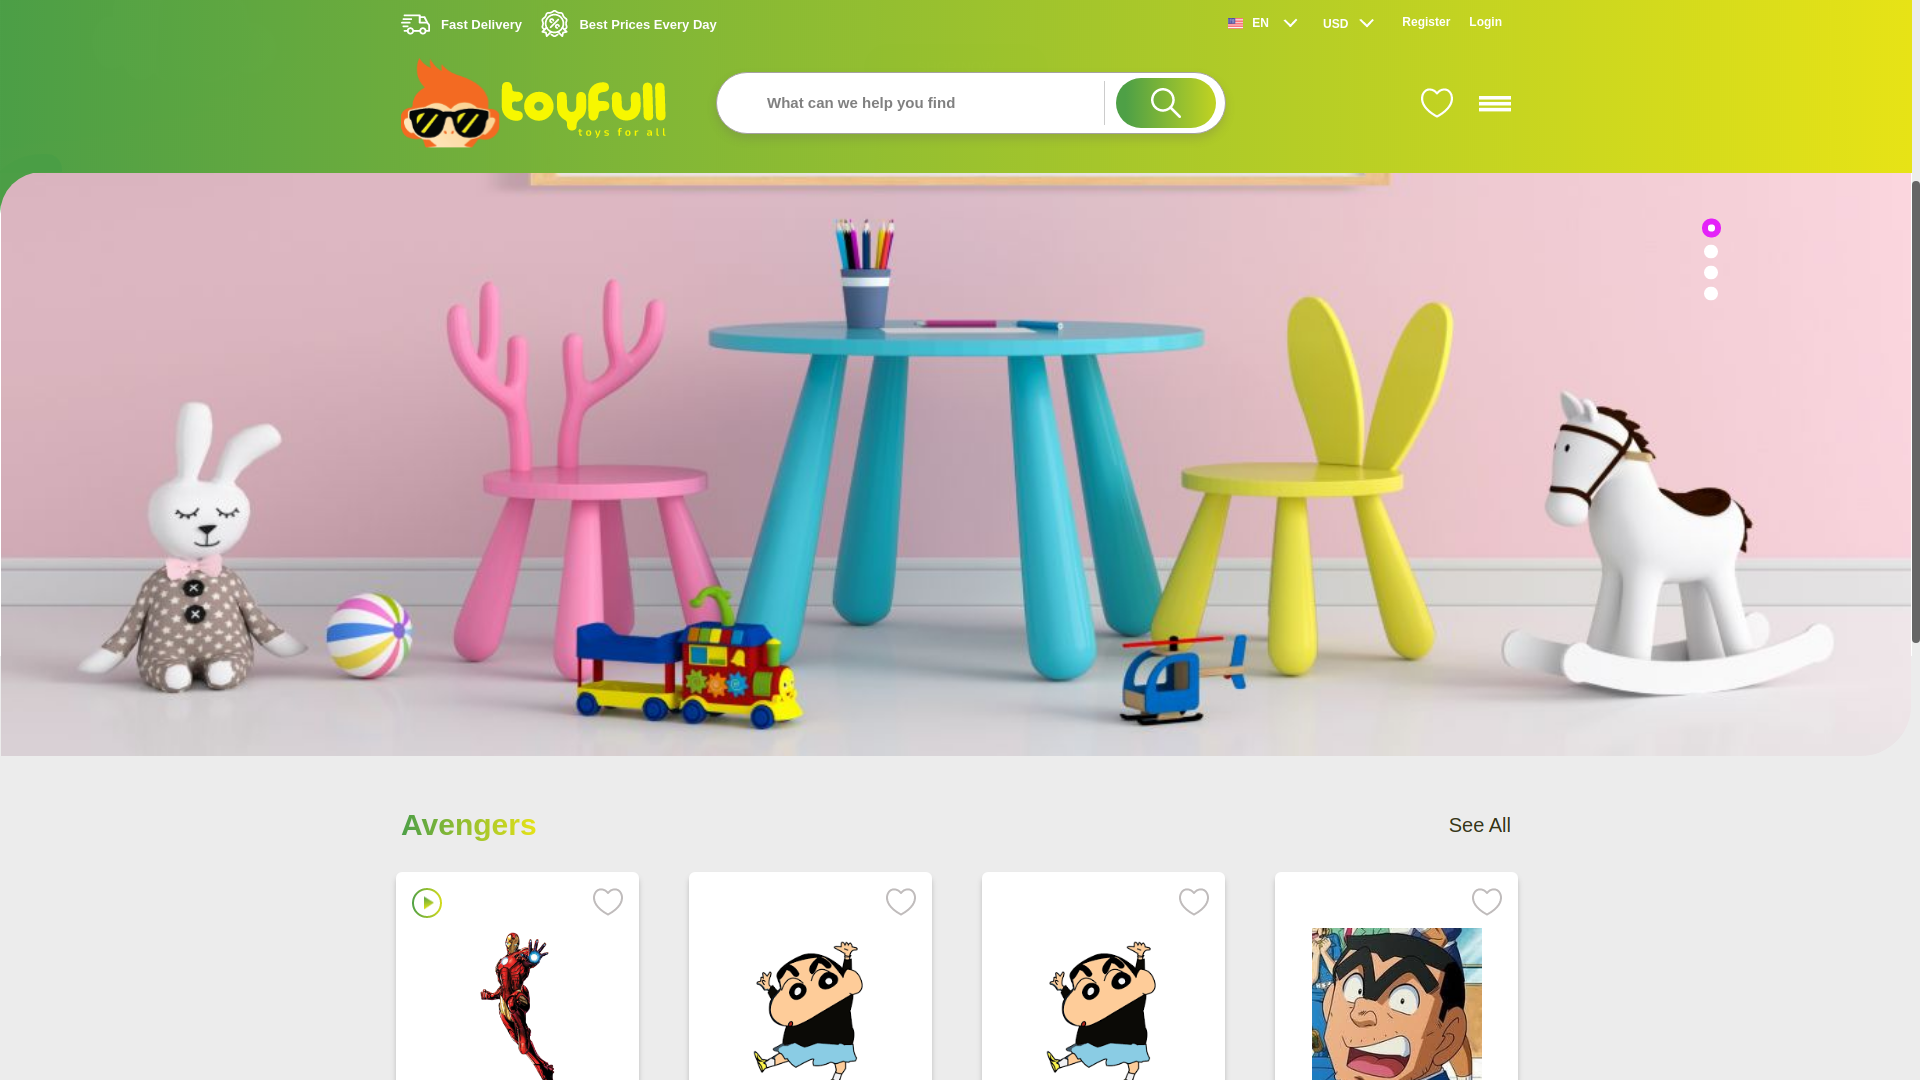 Fast Delivery
Best Prices Every Day
EN
USD
Register
Login
toyfull
toys for all
What can we help you find
Avengers
See All